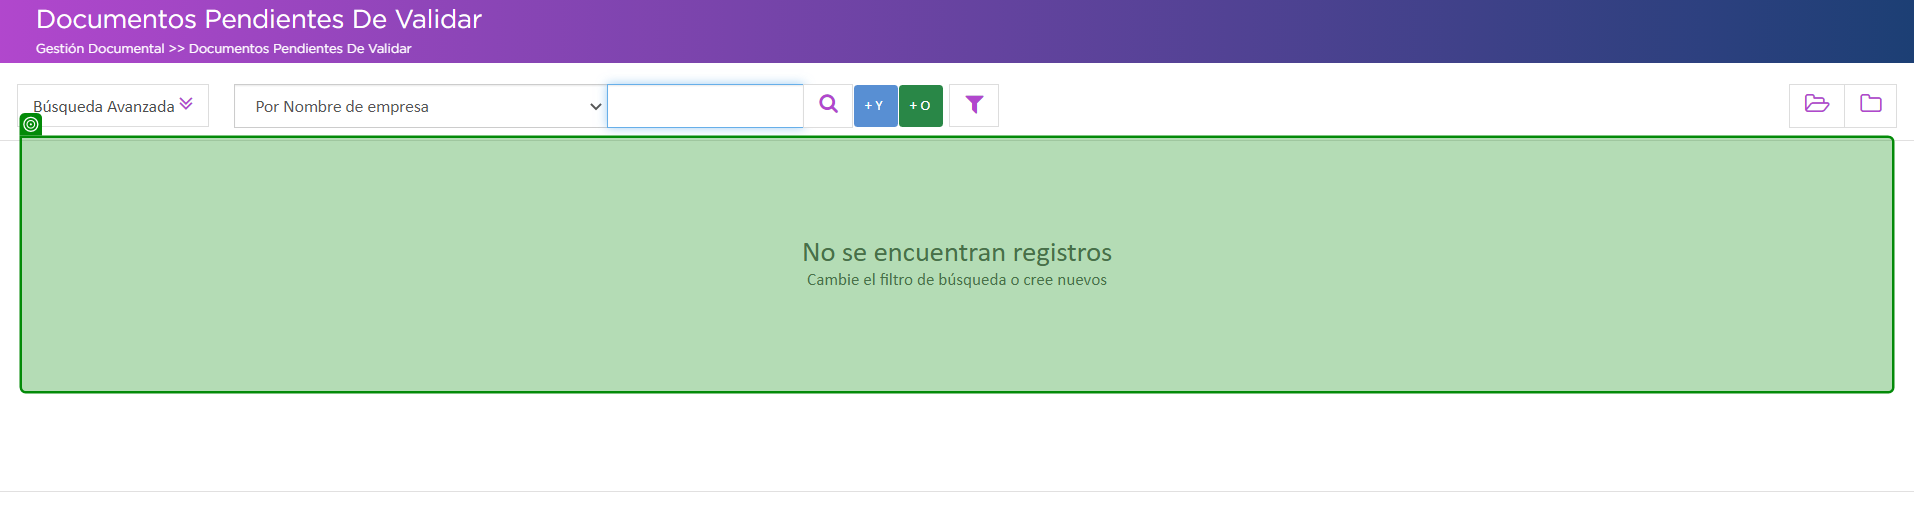 Documentos Pendientes De Validar
Gestión Documental >> Documentos Pendientes De Validar
Búsqueda Avanzada
Por Nombre de empresa
+ Y
+ O
No se encuentran registros
Cambie el filtro de búsqueda o cree nuevos